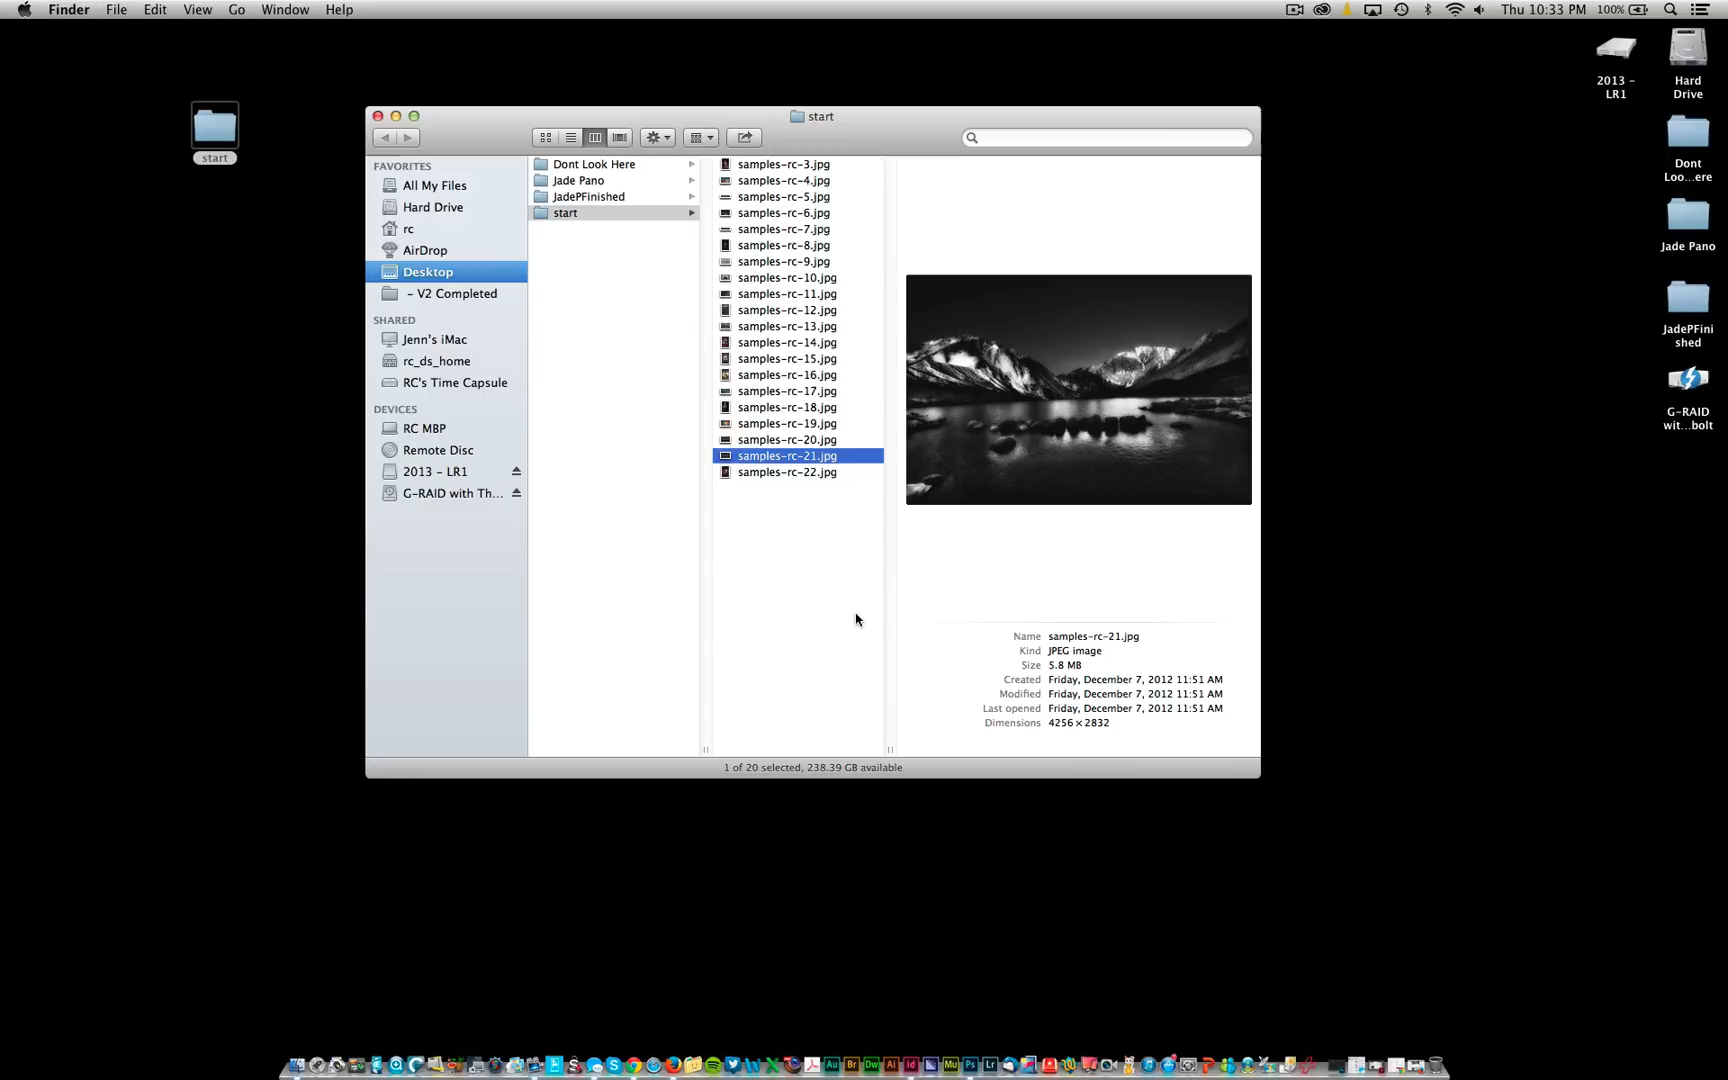 Finder File Edit View Go Window Help
Thu 10:33 PM 100%
start
start
FAVORITES
All My Files
Hard Drive
rc
AirDrop
Desktop
- V2 Completed
SHARED
Jenn's iMac
rc_ds_home
RC's Time Capsule
DEVICES
RC MBP
Remote Disc
2013 - LR1
G-RAID with Th...
Dont Look Here
Jade Pano
JadePFinished
start
samples-rc-3.jpg
samples-rc-4.jpg
samples-rc-5.jpg
samples-rc-6.jpg
samples-rc-7.jpg
samples-rc-8.jpg
samples-rc-9.jpg
samples-rc-10.jpg
samples-rc-11.jpg
samples-rc-12.jpg
samples-rc-13.jpg
samples-rc-14.jpg
samples-rc-15.jpg
samples-rc-16.jpg
samples-rc-17.jpg
samples-rc-18.jpg
samples-rc-19.jpg
samples-rc-20.jpg
samples-rc-21.jpg
samples-rc-22.jpg
Name samples-rc-21.jpg
Kind JPEG image
Size 5.8 MB
Created Friday, December 7, 2012 11:51 AM
Modified Friday, December 7, 2012 11:51 AM
Last opened Friday, December 7, 2012 11:51 AM
Dimensions 4256 × 2832
1 of 20 selected, 238.39 GB available
2013 -
LR1
Hard
Drive
Dont
Loo...ere
Jade Pano
JadePFini
shed
G-RAID
wit...bolt
Au Br Dw Ai Id Mu Ps Lr